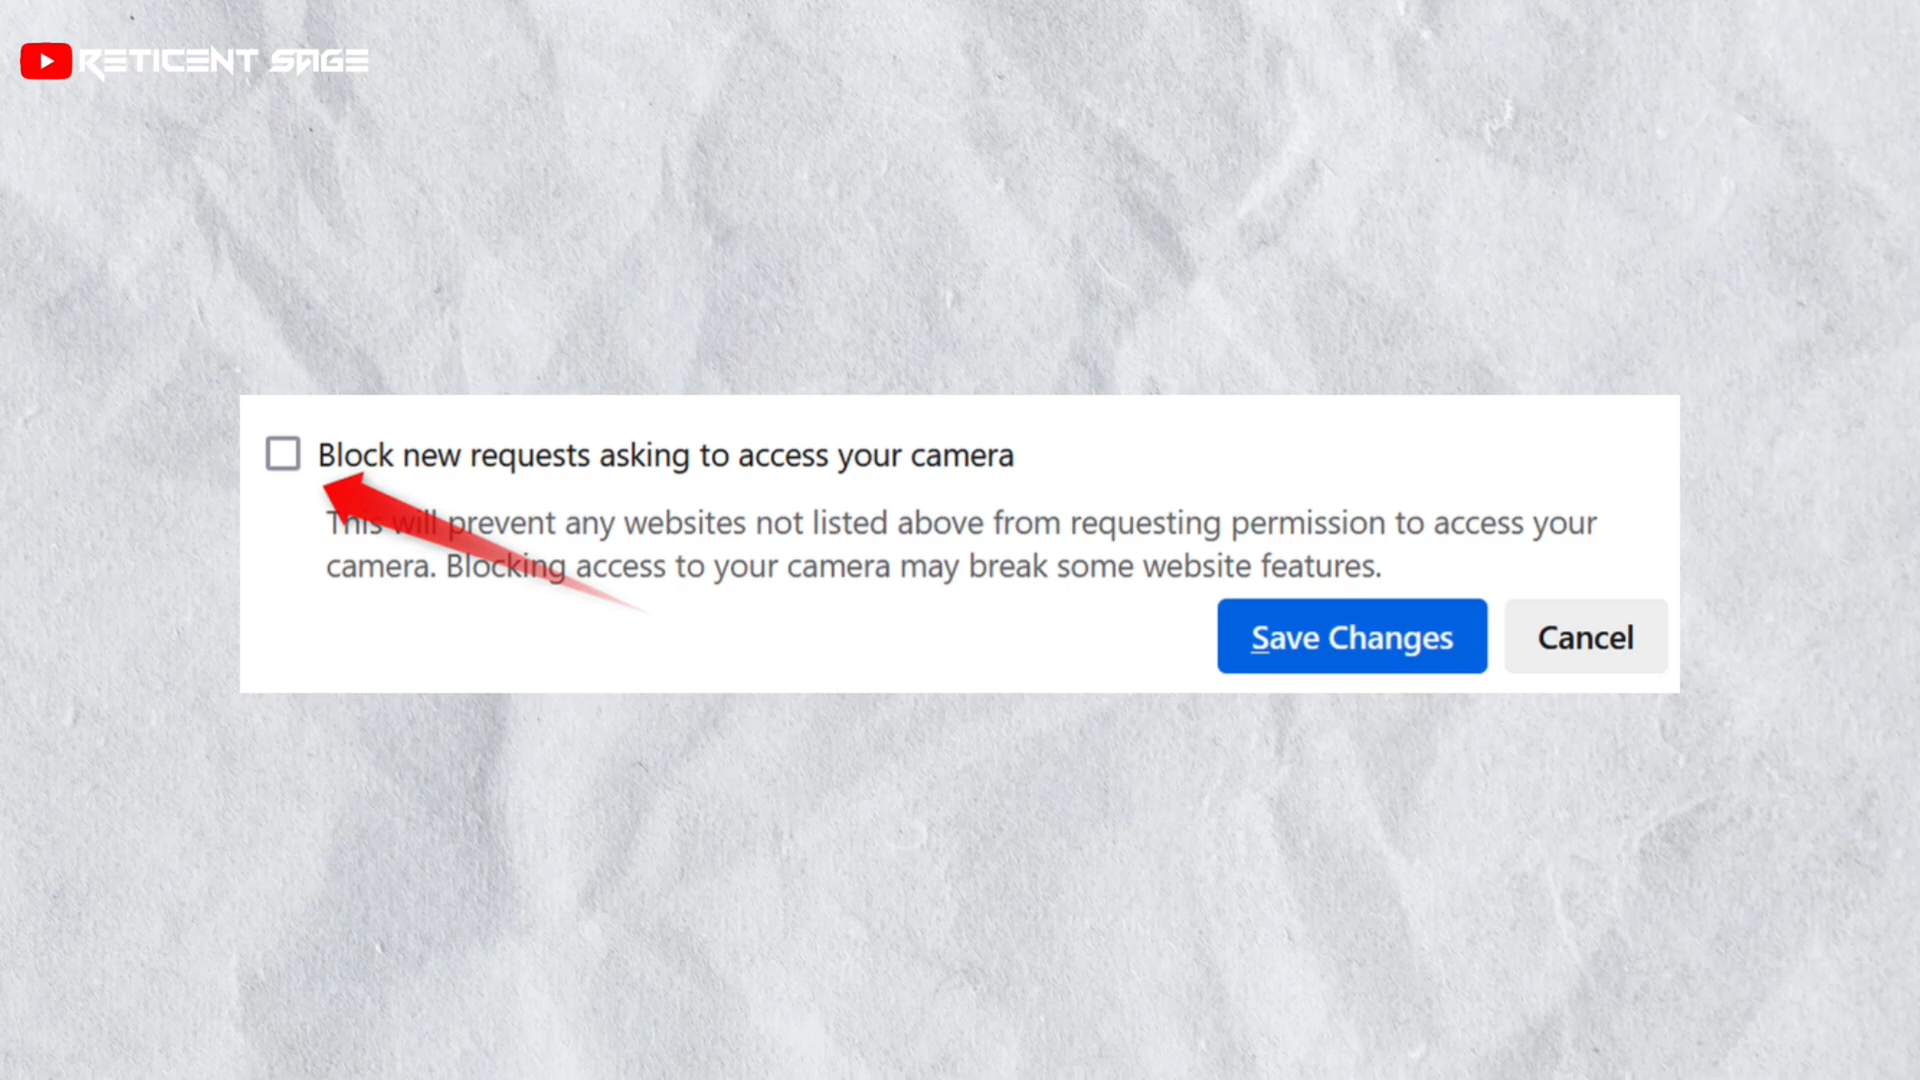 RETICENT SAGE
Block new requests asking to access your camera
This will prevent any websites not listed above from requesting permission to access your
camera. Blocking access to your camera may break some website features.
Save Changes
Cancel